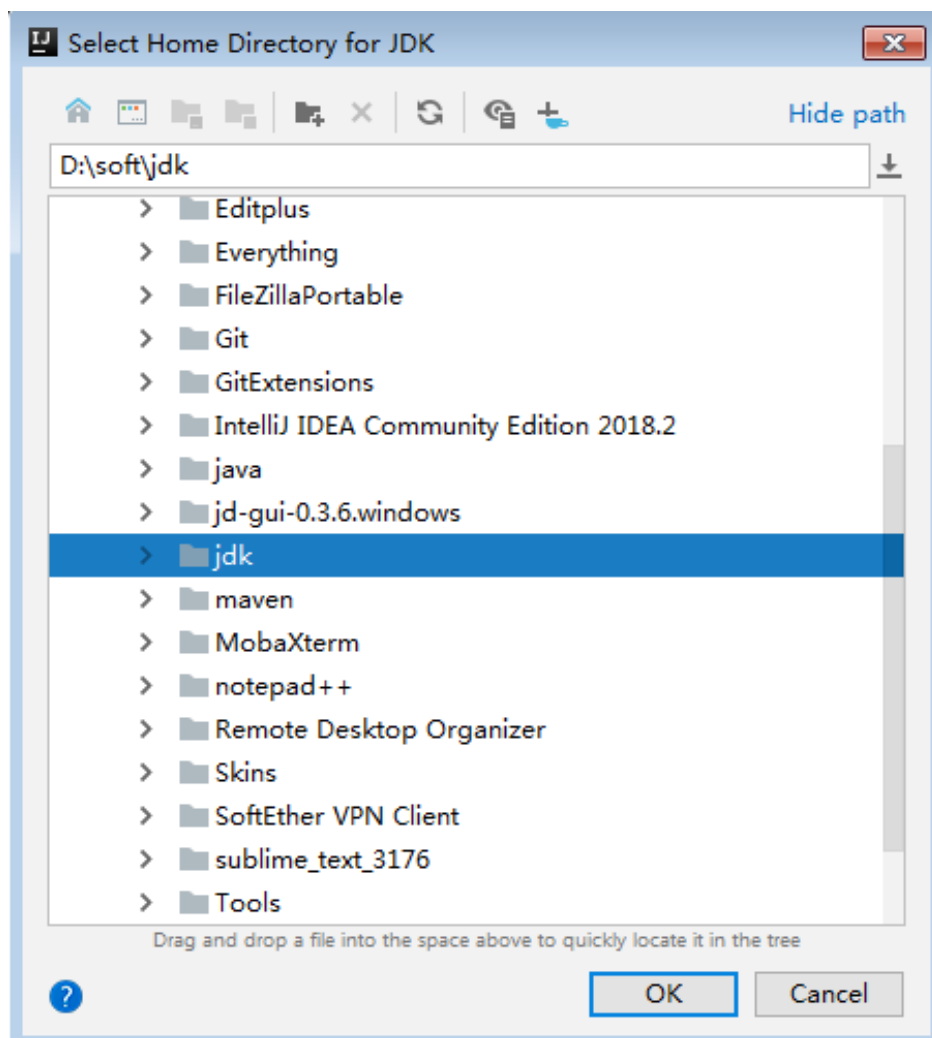 IJ Select Home Directory for JDK
Hide path
D:\soft\jdk
Editplus
Everything
FileZillaPortable
Git
GitExtensions
IntelliJ IDEA Community Edition 2018.2
java
jd-gui-0.3.6.windows
jdk
maven
MobaXterm
notepad++
Remote Desktop Organizer
Skins
SoftEther VPN Client
sublime_text_3176
Tools
Drag and drop a file into the space above to quickly locate it in the tree
? OK Cancel